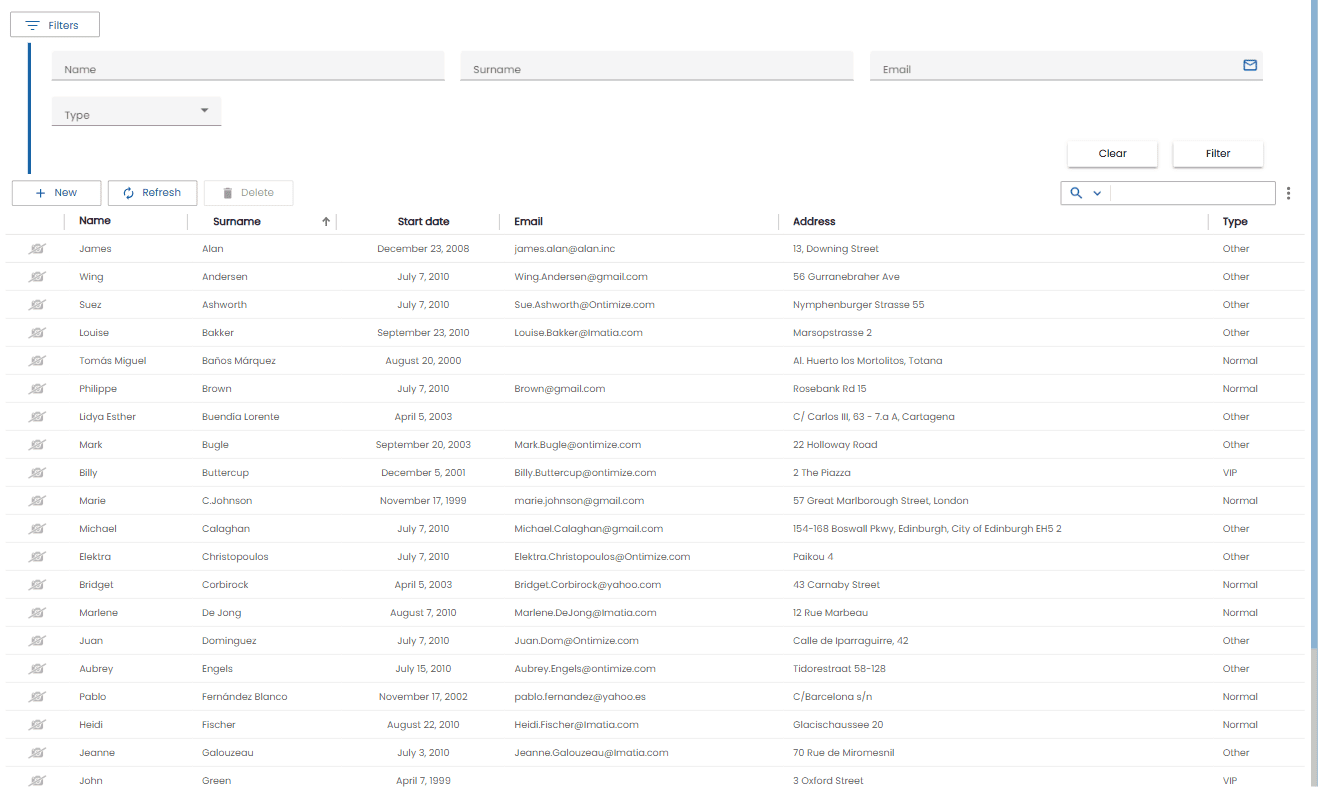 Filters
Name Surname Email
Type
Clear Filter
New Refresh Delete
Name Surname Start date Email Address Type
James Alan December 23, 2008 james.alan@alan.inc 13, Downing Street Other
Wing Andersen July 7, 2010 Wing.Andersen@gmail.com 56 Gurranebraher Ave Other
Suez Ashworth July 7, 2010 Sue.Ashworth@Ontimize.com Nymphenburger Strasse 55 Other
Louise Bakker September 23, 2010 Louise.Bakker@Imatia.com Marsopstrasse 2 Other
Tomás Miguel Baños Márquez August 20, 2000 Al. Huerto los Mortolitos, Totana Normal
Philippe Brown July 7, 2010 Brown@gmail.com Rosebank Rd 15 Normal
Lidya Esther Buendia Lorente April 5, 2003 C/ Carlos III, 63 - 7.a A, Cartagena Other
Mark Bugle September 20, 2003 Mark.Bugle@ontimize.com 22 Holloway Road Other
Billy Buttercup December 5, 2001 Billy.Buttercup@ontimize.com 2 The Piazza VIP
Marie C.Johnson November 17, 1999 marie.johnson@gmail.com 57 Great Marlborough Street, London Normal
Michael Calaghan July 7, 2010 Michael.Calaghan@gmail.com 154-168 Boswall Pkwy, Edinburgh, City of Edinburgh EH5 2 Other
Elektra Christopoulos July 7, 2010 Elektra.Christopoulos@Ontimize.com Paikou 4 Other
Bridget Corbirock April 5, 2003 Bridget.Corbirock@yahoo.com 43 Carnaby Street Normal
Marlene De Jong August 7, 2010 Marlene.DeJong@Imatia.com 12 Rue Marbeau Normal
Juan Dominguez July 7, 2010 Juan.Dom@Ontimize.com Calle de Iparraguirre, 42 Other
Aubrey Engels July 15, 2010 Aubrey.Engels@ontimize.com Tidorestraat 58-128 Other
Pablo Fernández Blanco November 17, 2002 pablo.fernandez@yahoo.es C/Barcelona s/n Normal
Heidi Fischer August 22, 2010 Heidi.Fischer@Imatia.com Glacischaussee 20 Normal
Jeanne Galouzeau July 3, 2010 Jeanne.Galouzeau@Imatia.com 70 Rue de Miromesnil Other
John Green April 7, 1999 3 Oxford Street VIP